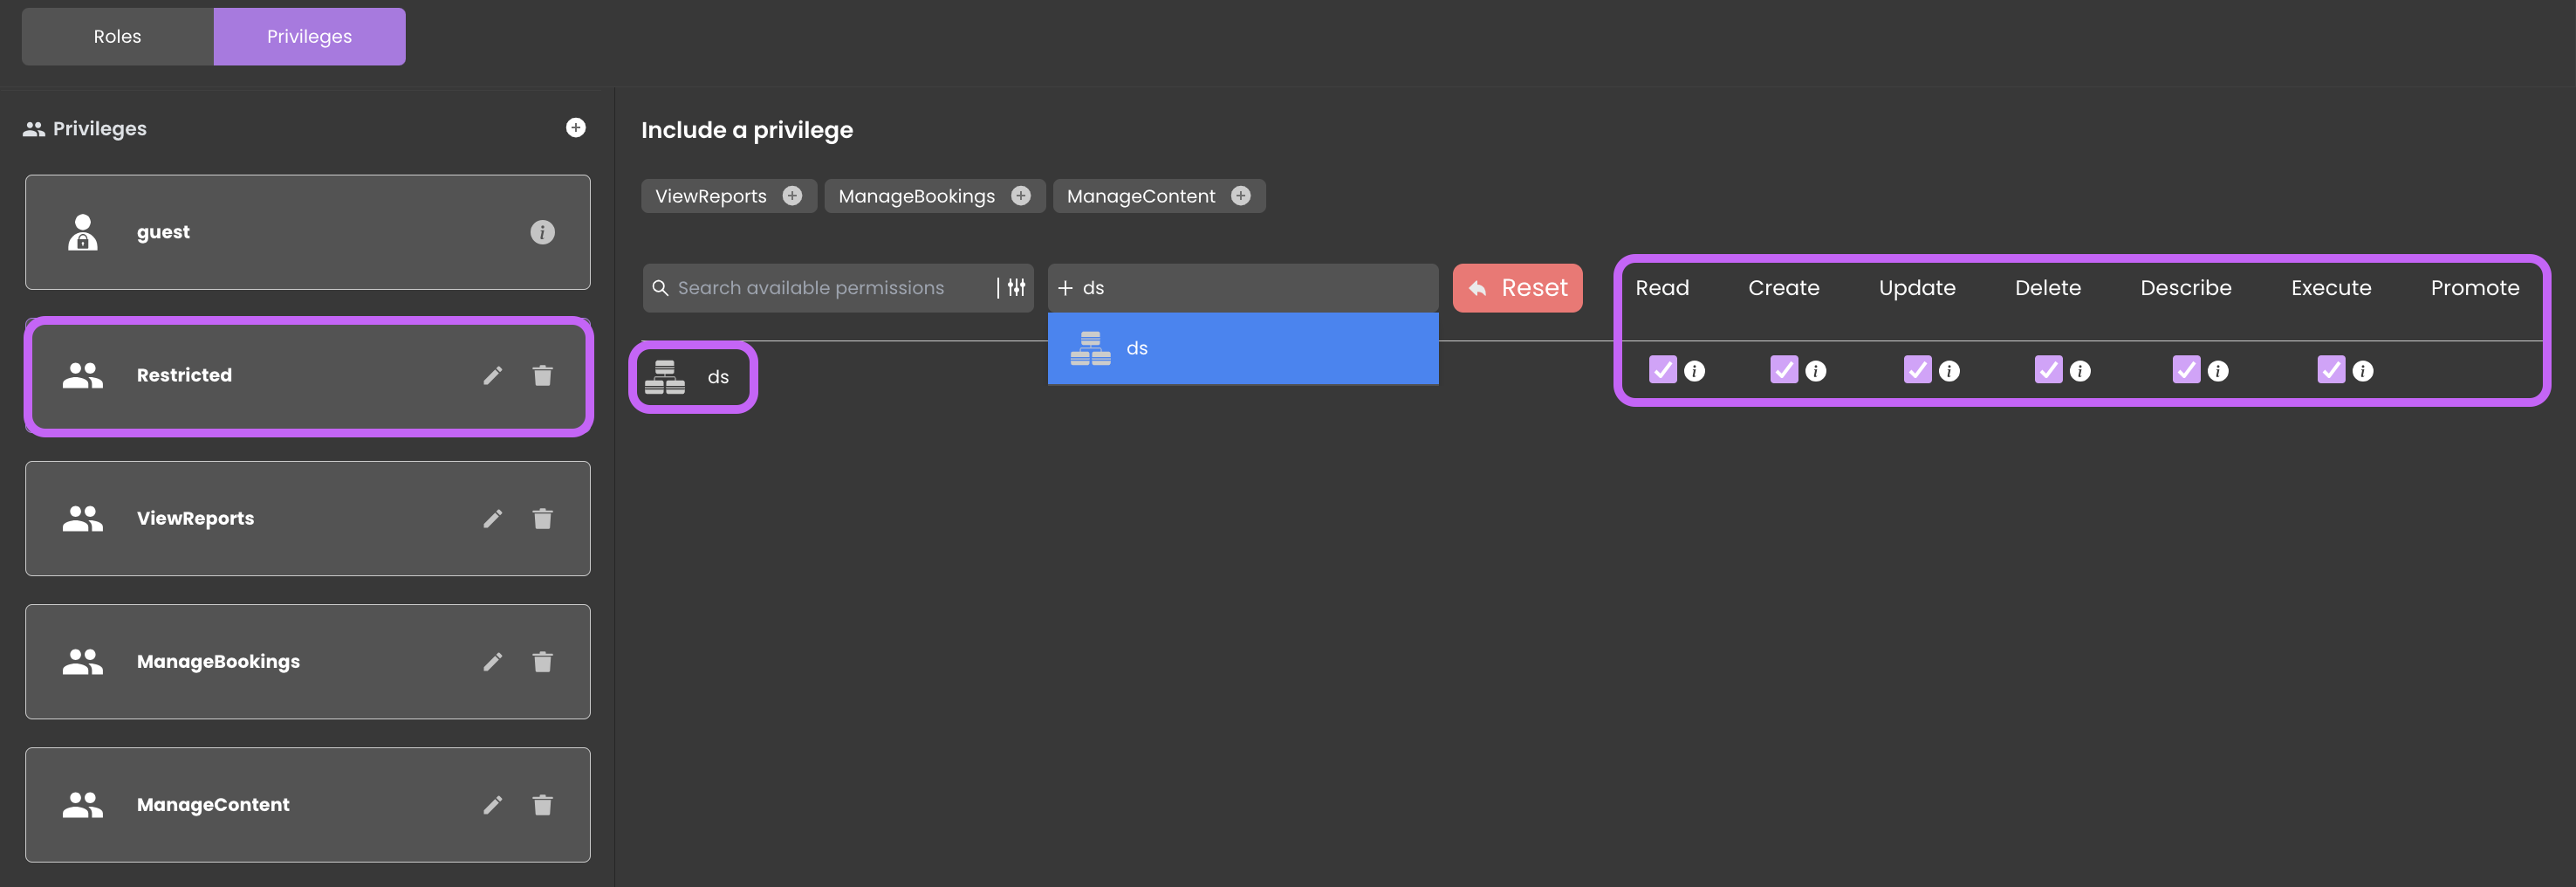 Roles Privileges
Privileges
guest
Restricted
ViewReports
ManageBookings
ManageContent
Include a privilege
ViewReports ManageBookings ManageContent
Search available permissions ds Reset Read Create Update Delete Describe Execute Promote
ds
ds